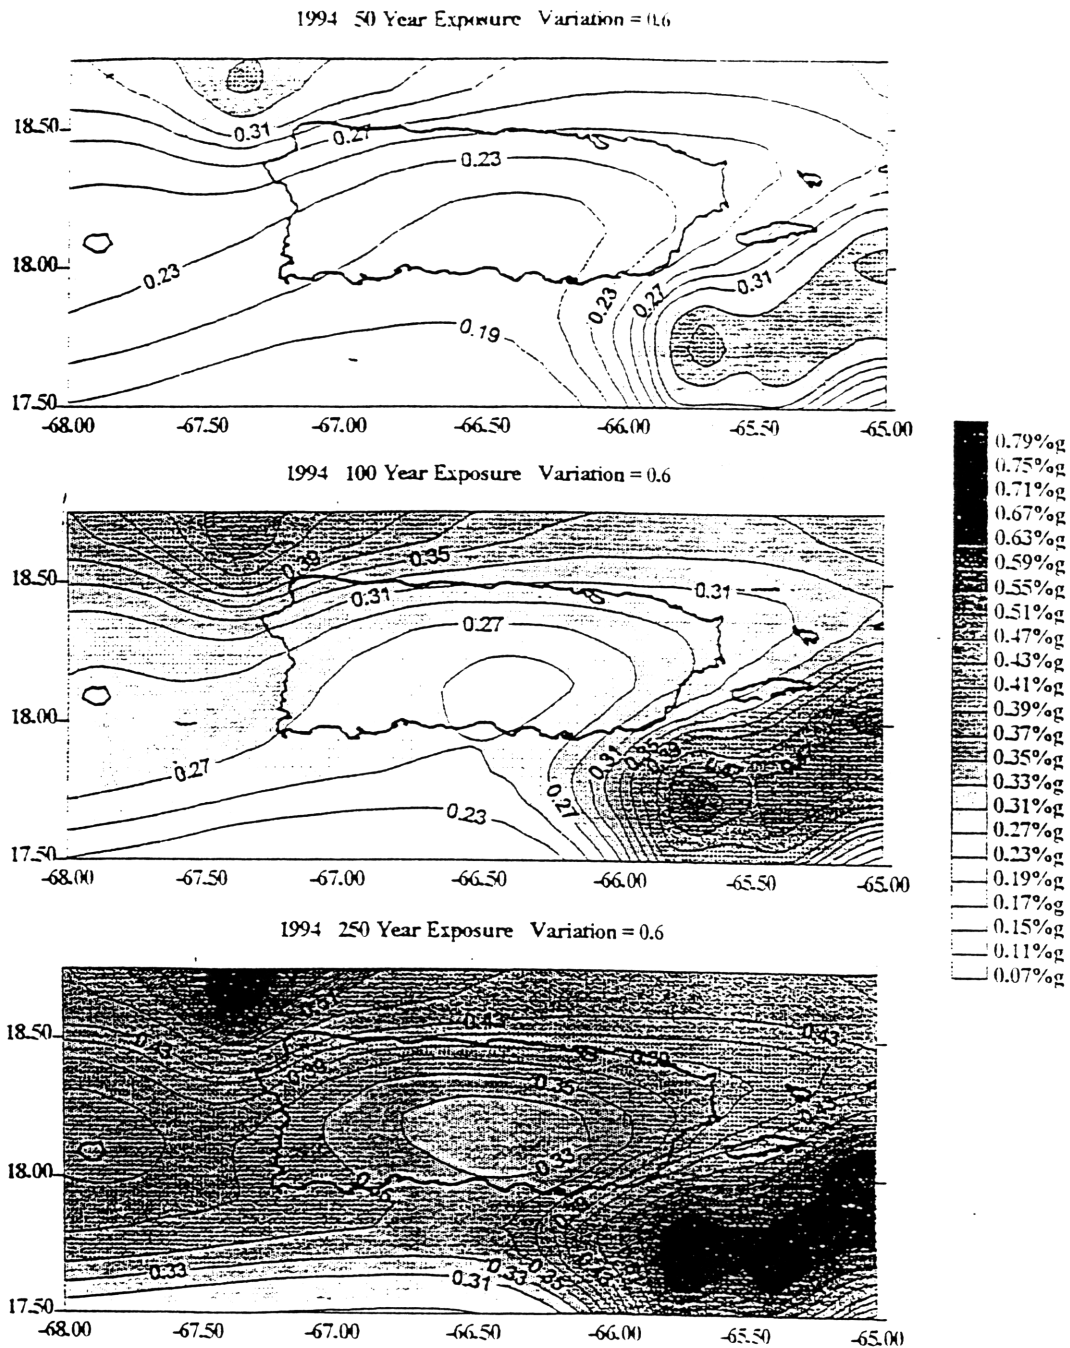 1994 50 Year Exposure Variation = 0.6
18.50
0.31
0.27
0.23
18.00
0.23
0.23
0.27
0.31
0.19
17.50
-68.00 -67.50 -67.00 -66.50 -66.00 -65.50 -65.00
1994 100 Year Exposure Variation = 0.6
0.39
0.35
18.50
0.31
0.31
0.27
18.00
0.31
0.27
0.27
0.23
17.50
-68.00 -67.50 -67.00 -66.50 -66.00 -65.50 -65.00
1994 250 Year Exposure Variation = 0.6
18.50
0.43
0.43
0.43
0.39
0.39
0.35
0.33
18.00
0.33
0.33
0.31
0.35
0.43
17.50
-68.00 -67.50 -67.00 -66.50 -66.00 -65.50 -65.00
0.79%g
0.75%g
0.71%g
0.67%g
0.63%g
0.59%g
0.55%g
0.51%g
0.47%g
0.43%g
0.41%g
0.39%g
0.37%g
0.35%g
0.33%g
0.31%g
0.27%g
0.23%g
0.19%g
0.17%g
0.15%g
0.11%g
0.07%g